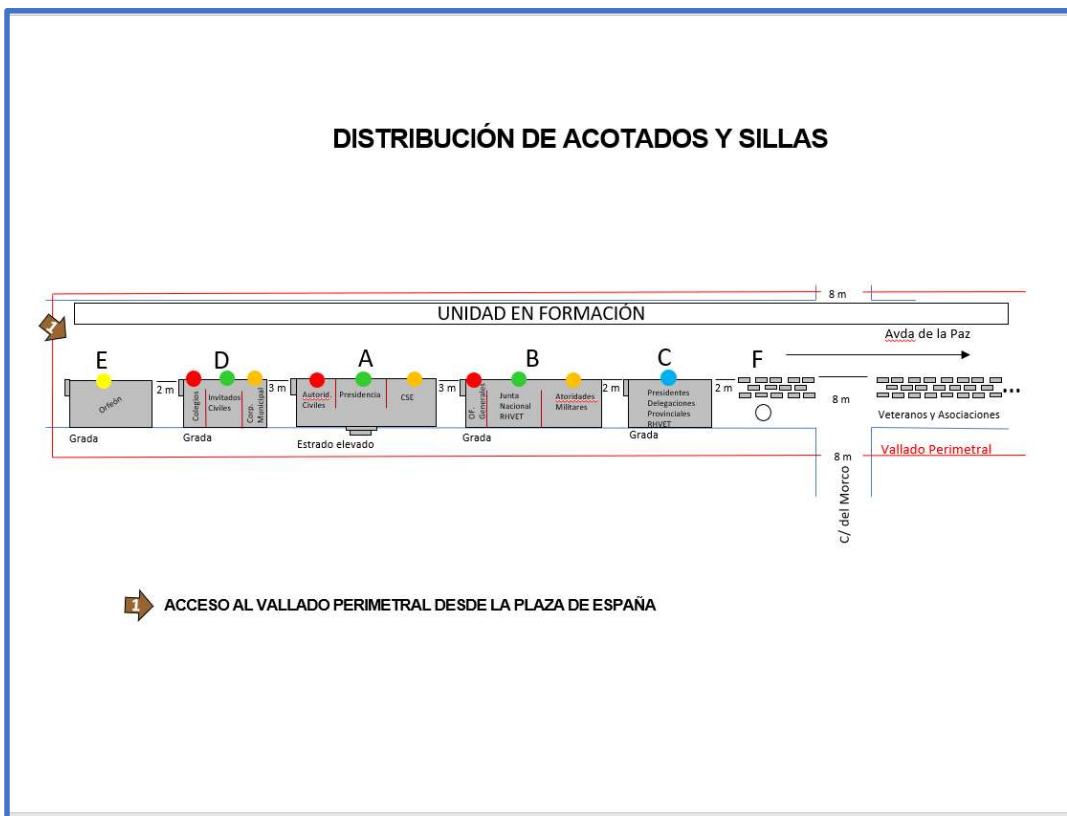 DISTRIBUCIÓN DE ACOTADOS Y SILLAS
8 m
UNIDAD EN FORMACIÓN
1
Avda de la Paz
E
D
A
B
C
F
2 m
3 m
3 m
2 m
2 m
8 m
Orfeón
Colegios
Invitados
Civiles
Corp.
Municipal
Autorid.
Civiles
Presidencia
CSE
OF.
Generales
Junta
Nacional
RHVET
Atoridades
Militares
Presidentes
Delegaciones
Provinciales
RHVET
...
Veteranos y Asociaciones
Grada
Grada
Estrado elevado
Grada
Vallado Perimetral
8 m
C/ del Morco
1 ACCESO AL VALLADO PERIMETRAL DESDE LA PLAZA DE ESPAÑA